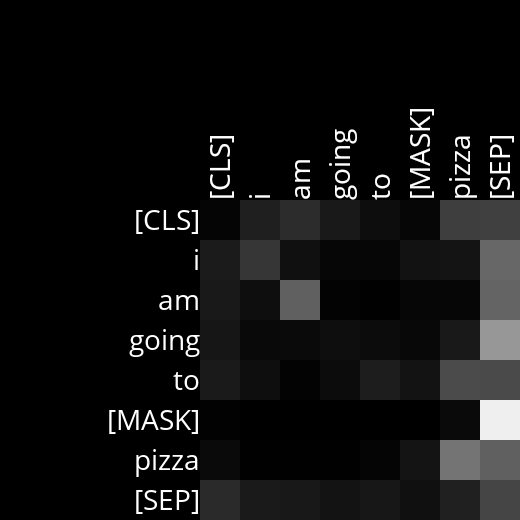 [CLS]
i
am
going
to
[MASK]
pizza
[SEP]
[CLS]
i
am
going
to
[MASK]
pizza
[SEP]